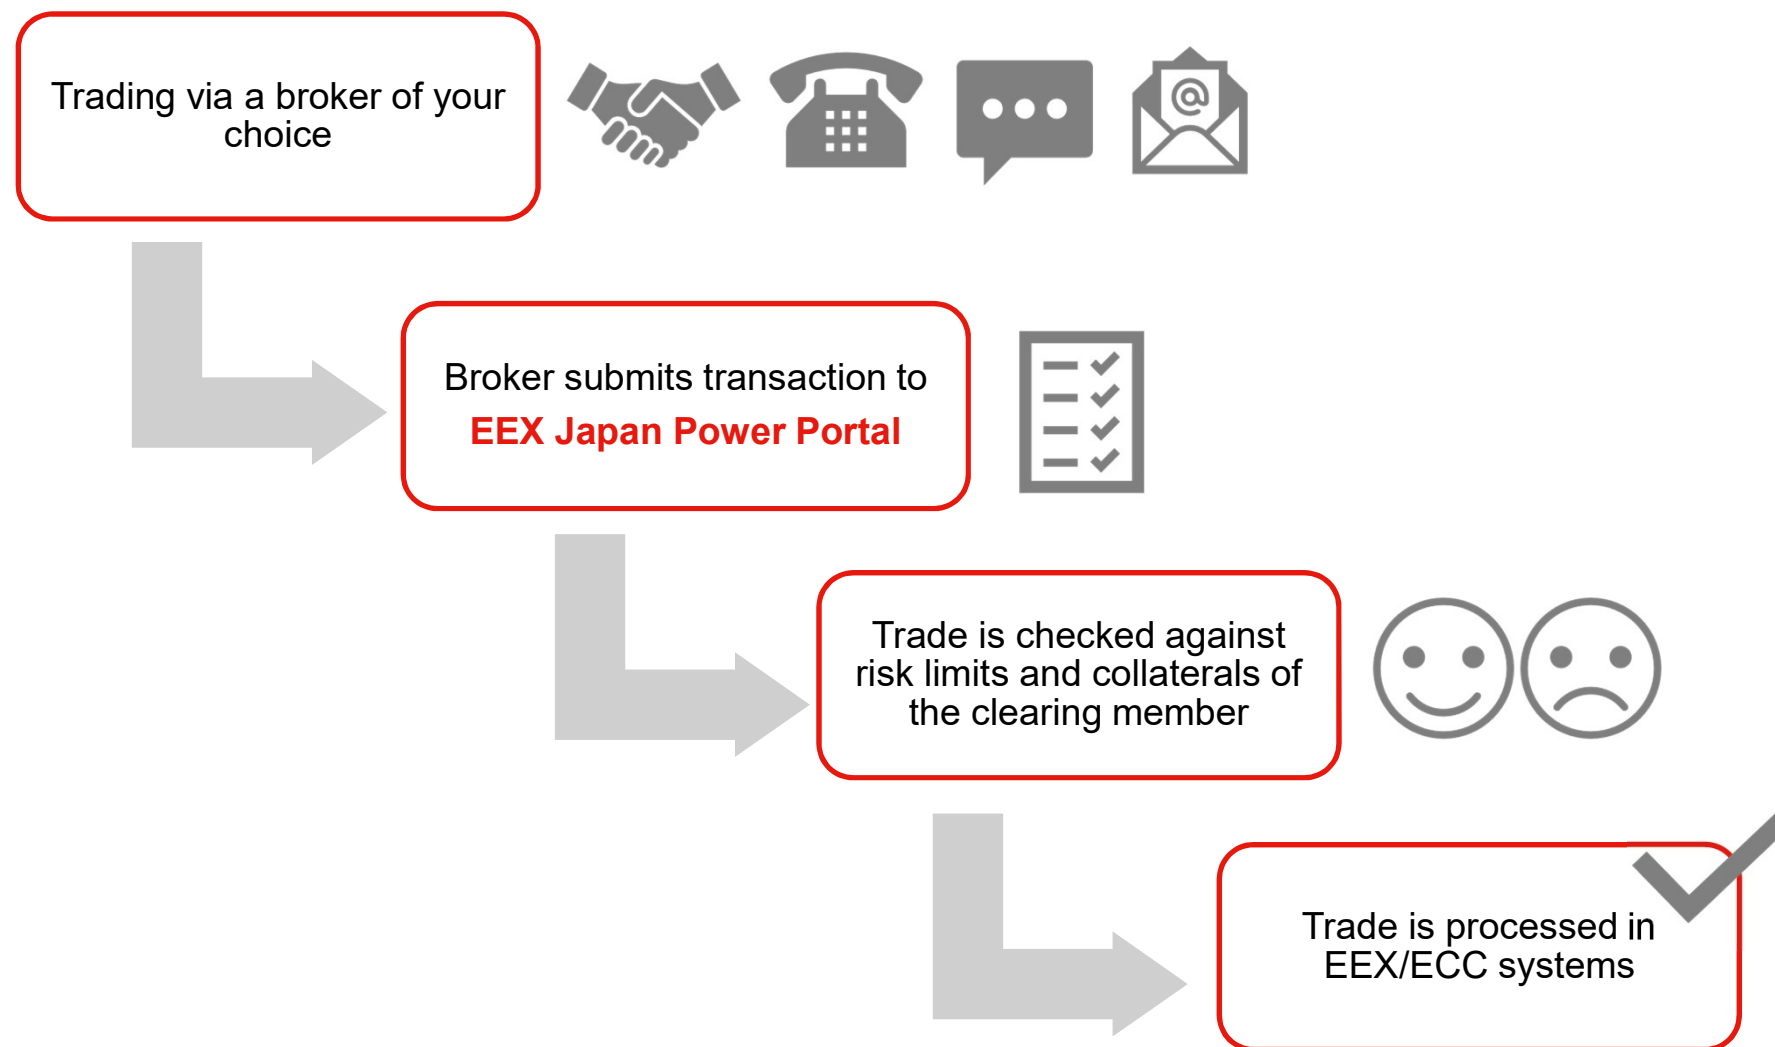 Trading via a broker of your
choice
@
Broker submits transaction to
EEX Japan Power Portal
Trade is checked against
risk limits and collaterals of
the clearing member
Trade is processed in
EEX/ECC systems